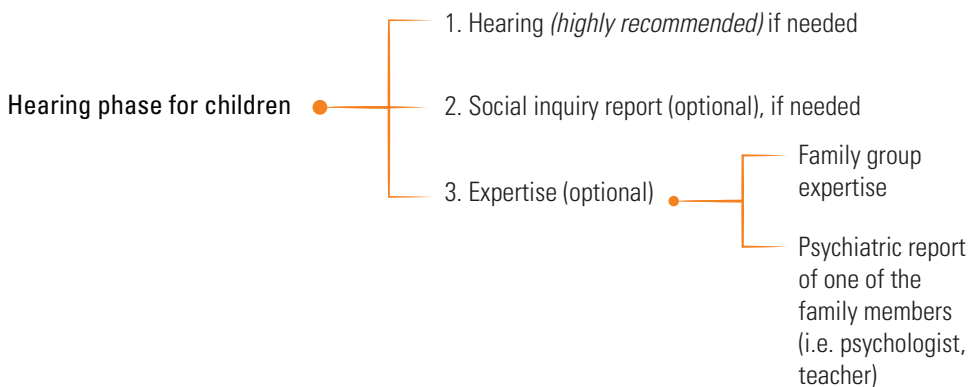 Hearing phase for children
1. Hearing (highly recommended) if needed
2. Social inquiry report (optional), if needed
3. Expertise (optional)
Family group
expertise
Psychiatric report
of one of the
family members
(i.e. psychologist,
teacher)